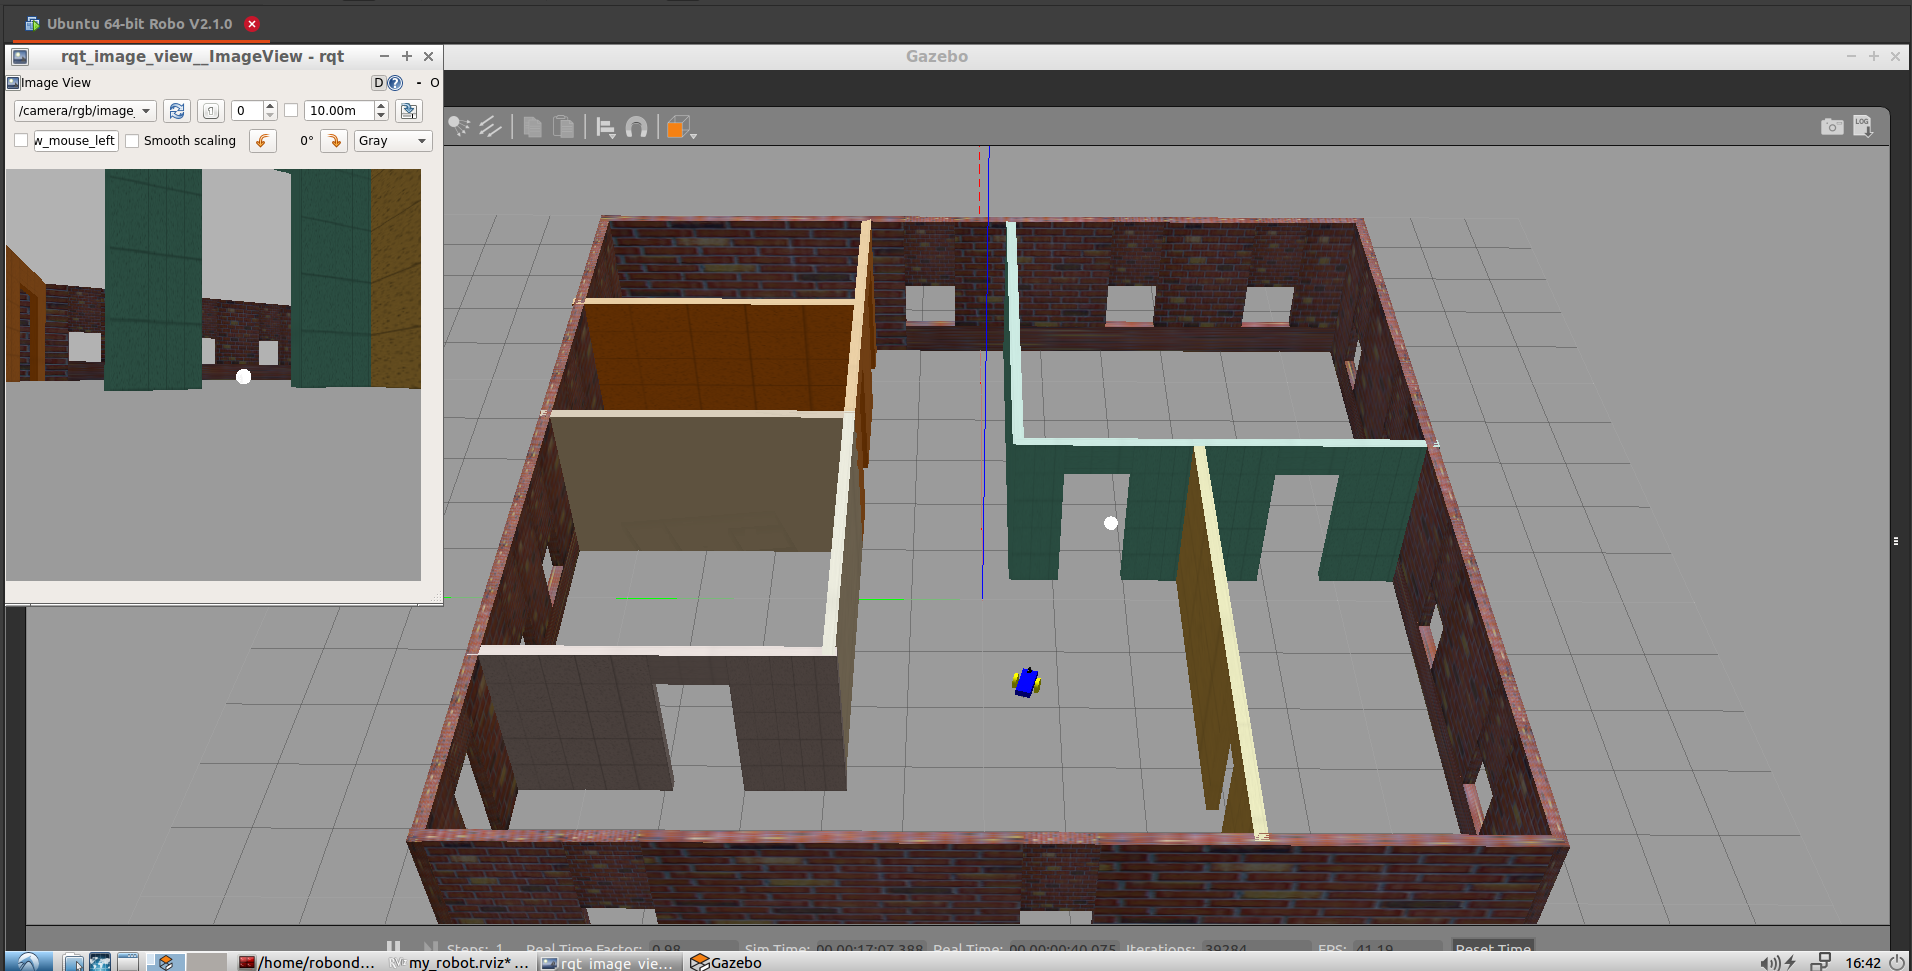 Ubuntu 64-bit Robo V2.1.0
rqt_image_view__ImageView - rqt
Gazebo
Image View
D
?
- O
/camera/rgb/image_
0
10.00m
w_mouse_left
Smooth scaling
0°
Gray
LOG
Steps: 1
Real Time Factor: 0.98
Sim Time: 00 00:17:07.388
Real Time: 00 00:00:40.075
Iterations: 39284
FPS: 41.19
Reset Time
/home/robond...
RViz
my_robot.rviz* ...
rqt_image_vie...
Gazebo
16:42